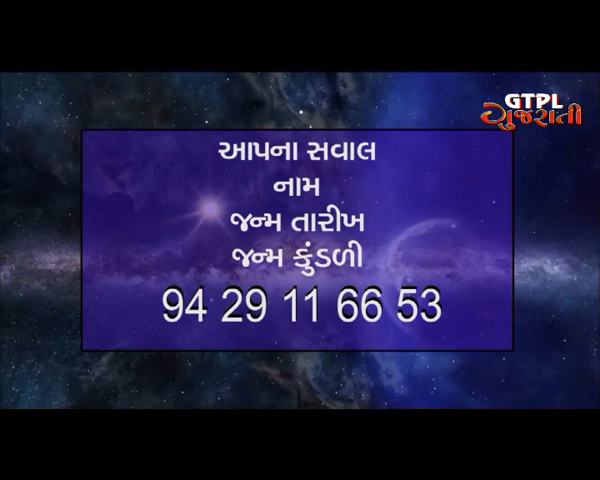 GTPL
ગુજરાતી
આપના સવાલ
નામ
જન્મ તારીખ
જન્મ કુંડળી
94 29 11 66 53